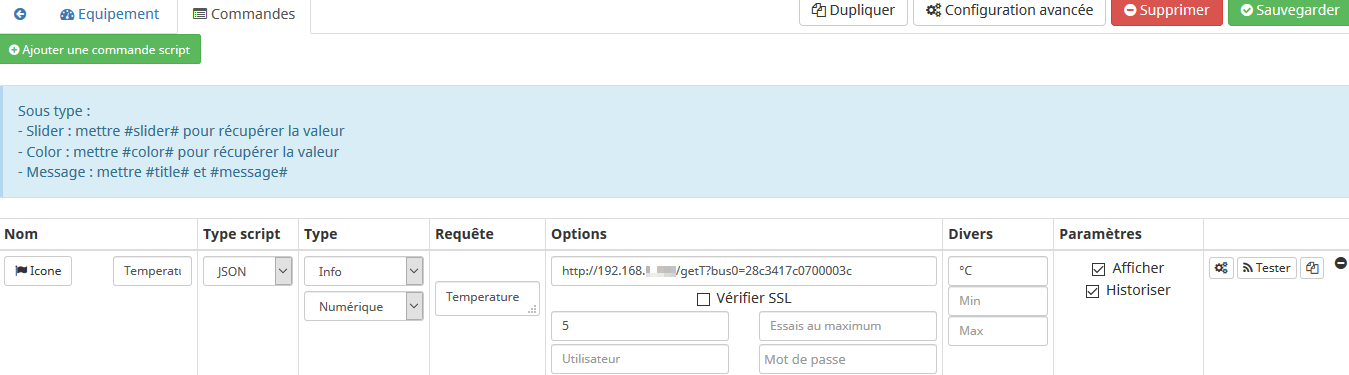 Equipement
Commandes
Dupliquer
Configuration avancée
Supprimer
Sauvegarder
Ajouter une commande script
Sous type :
- Slider : mettre #slider# pour récupérer la valeur
- Color : mettre #color# pour récupérer la valeur
- Message : mettre #title# et #message#
Nom Type script Type Requête Options Divers Paramètres
Icone
Temperatu
JSON
Info
Numérique
Temperature
http://192.168. /getT?bus0=28c3417c0700003c
Vérifier SSL
5
Essais au maximum
Utilisateur
Mot de passe
°C
Min
Max
Afficher
Historiser
Tester